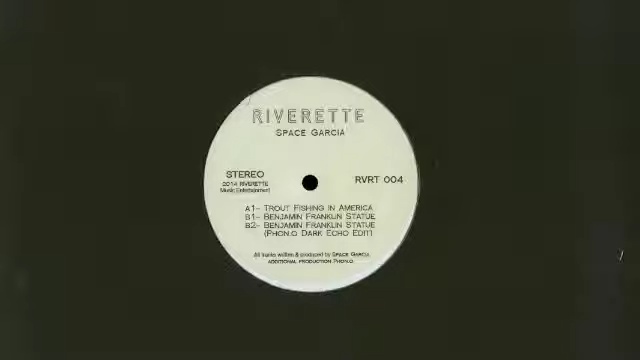 RIVERETTE
SPACE GARCIA
STEREO
2014 RIVERETTE
Music Entertainment
RVRT 004
A1- TROUT FISHING IN AMERICA
B1- BENJAMIN FRANKLIN STATUE
B2- BENJAMIN FRANKLIN STATUE
(PHON.O DARK ECHO EDIT)
All tracks written & produced by SPACE GARCIA
ADDITIONAL PRODUCTION PHON.O